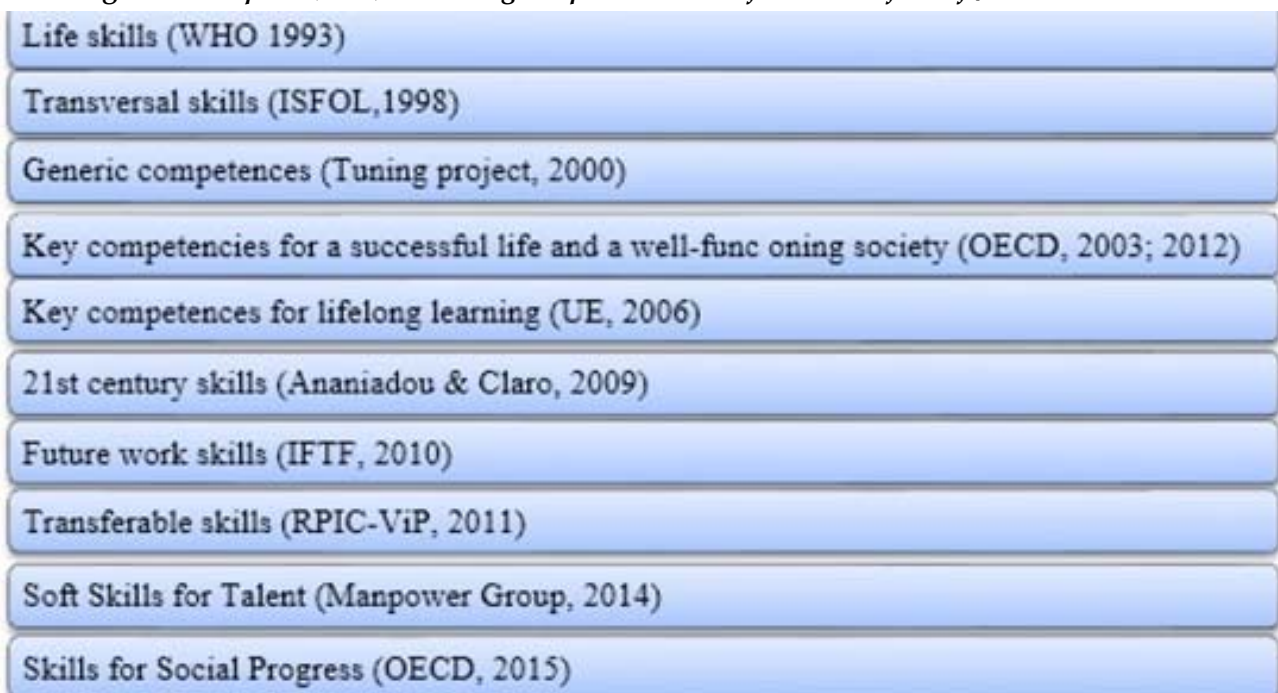 Life skills (WHO 1993)
Transversal skills (ISFOL,1998)
Generic competences (Tuning project, 2000)
Key competencies for a successful life and a well-func oning society (OECD, 2003; 2012)
Key competences for lifelong learning (UE, 2006)
21st century skills (Ananiadou & Claro, 2009)
Future work skills (IFTF, 2010)
Transferable skills (RPIC-ViP, 2011)
Soft Skills for Talent (Manpower Group, 2014)
Skills for Social Progress (OECD, 2015)